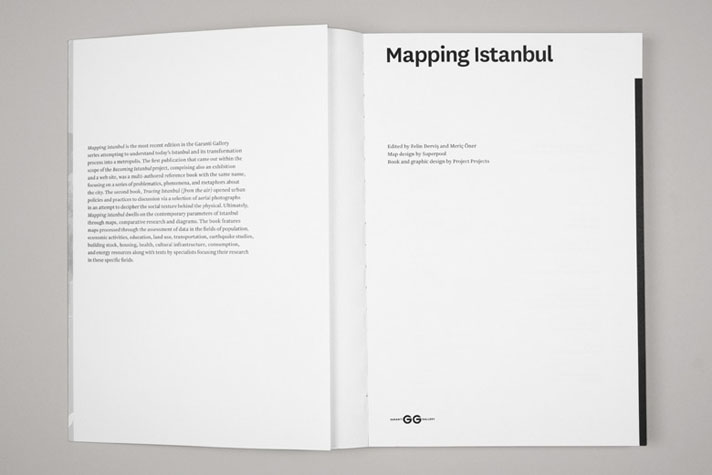 Mapping Istanbul is the most recent edition in the Garanti Gallery
series attempting to understand today's Istanbul and its transformation
process into a metropolis. The first publication that came out within the
scope of the Becoming Istanbul project, comprising also an exhibition
and a web site, was a multi-authored reference book with the same name,
focusing on a series of problematics, phenomena, and metaphors about
the city. The second book, Tracing Istanbul (from the air) opened urban
policies and practices to discussion via a selection of aerial photographs
in an attempt to decipher the social texture behind the physical. Ultimately,
Mapping Istanbul dwells on the contemporary parameters of Istanbul
through maps, comparative research and diagrams. The book features
maps processed through the assessment of data in the fields of population,
economic activities, education, land use, transportation, earthquake studies,
building stock, housing, health, cultural infrastructure, consumption,
and energy resources along with texts by specialists focusing their research
in these specific fields.
Mapping Istanbul
Edited by Pelin Derviş and Meriç Öner
Map design by Superpool
Book and graphic design by Project Projects
GARANTI GG GALLERY